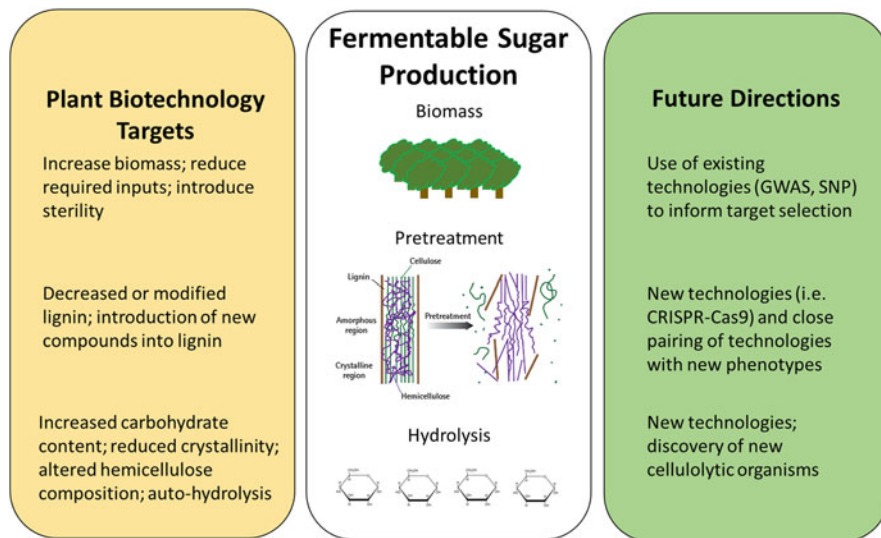 Plant Biotechnology
Targets
Increase biomass; reduce
required inputs; introduce
sterility
Decreased or modified
lignin; introduction of new
compounds into lignin
Increased carbohydrate
content; reduced crystallinity;
altered hemicellulose
composition; auto-hydrolysis
Fermentable Sugar
Production
Biomass
Pretreatment
Cellulose
Lignin
Amorphous
region
Pretreatment
Crystalline
region
Hemicellulose
Hydrolysis
Future Directions
Use of existing
technologies (GWAS, SNP)
to inform target selection
New technologies (i.e.
CRISPR-Cas9) and close
pairing of technologies
with new phenotypes
New technologies;
discovery of new
cellulolytic organisms